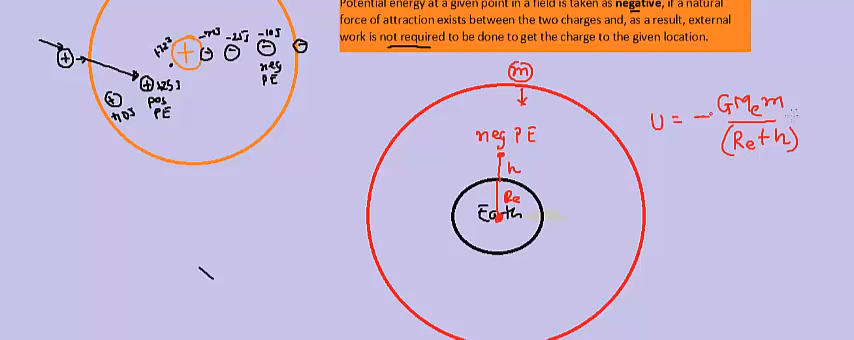 Potential energy at a given point in a field is taken as negative, if a natural
force of attraction exists between the two charges and, as a result, external
work is not required to be done to get the charge to the given location.
-25J -10J
neg
PE
+25J
pos
PE
+10J
m
neg PE
h
Re
Earth
U = - GMem
(Re+h)